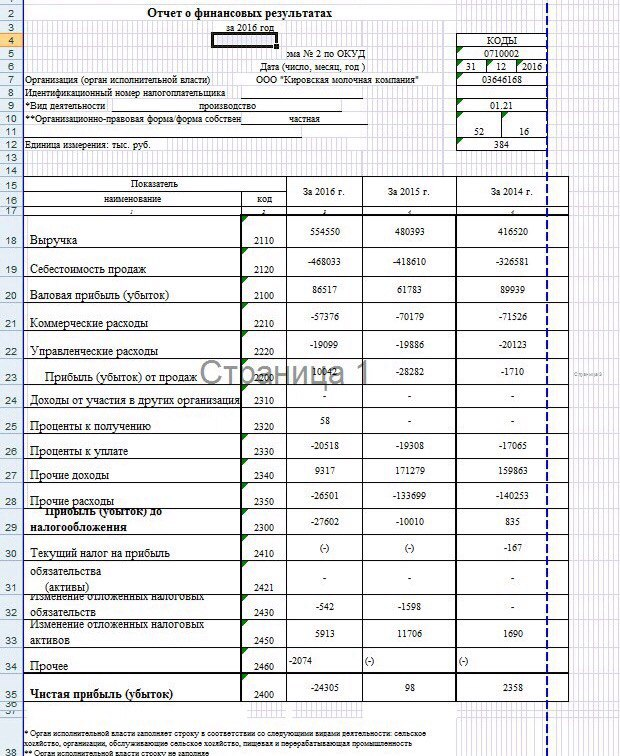 Отчет о финансовых результатах
за 2016 год
КОДЫ
рма № 2 по ОКУД 0710002
Дата (число, месяц, год ) 31 12 2016
Организация (орган исполнительной власти) ООО "Кировская молочная компания" 03646168
Идентификационный номер налогоплательщика
*Вид деятельности производство 01.21
**Организационно-правовая форма/форма собствен частная
52 16
Единица измерения: тыс. руб. 384
Показатель За 2016 г. За 2015 г. За 2014 г.
наименование код
1 2 3 4
Выручка 2110 554550 480393 416520
Себестоимость продаж 2120 -468033 -418610 -326581
Валовая прибыль (убыток) 2100 86517 61783 89939
Коммерческие расходы 2210 -57376 -70179 -71526
Управленческие расходы 2220 -19099 -19886 -20123
Прибыль (убыток) от продаж 2200 10042 -28282 -1710
Страница 1
Страница 2
Доходы от участия в других организация 2310 - - -
Проценты к получению 2320 58 - -
Проценты к уплате 2330 -20518 -19308 -17065
Прочие доходы 2340 9317 171279 159863
Прочие расходы 2350 -26501 -133699 -140253
Прибыль (убыток) до
налогообложения 2300 -27602 -10010 835
Текущий налог на прибыль 2410 (-) (-) -167
обязательства
(активы) 2421 - - -
Изменение отложенных налоговых
обязательств 2430 -542 -1598 -
Изменение отложенных налоговых
активов 2450 5913 11706 1690
Прочее 2460 -2074 (-) (-)
Чистая прибыль (убыток) 2400 -24305 98 2358
* Орган исполнительной власти заполняет строку в соответствии со следующими видами деятельности: сельское
хозяйство, организации, обслуживающие сельское хозяйство, пищевая и перерабатывающая промышленность
** Орган исполнительной власти строку не заполняе